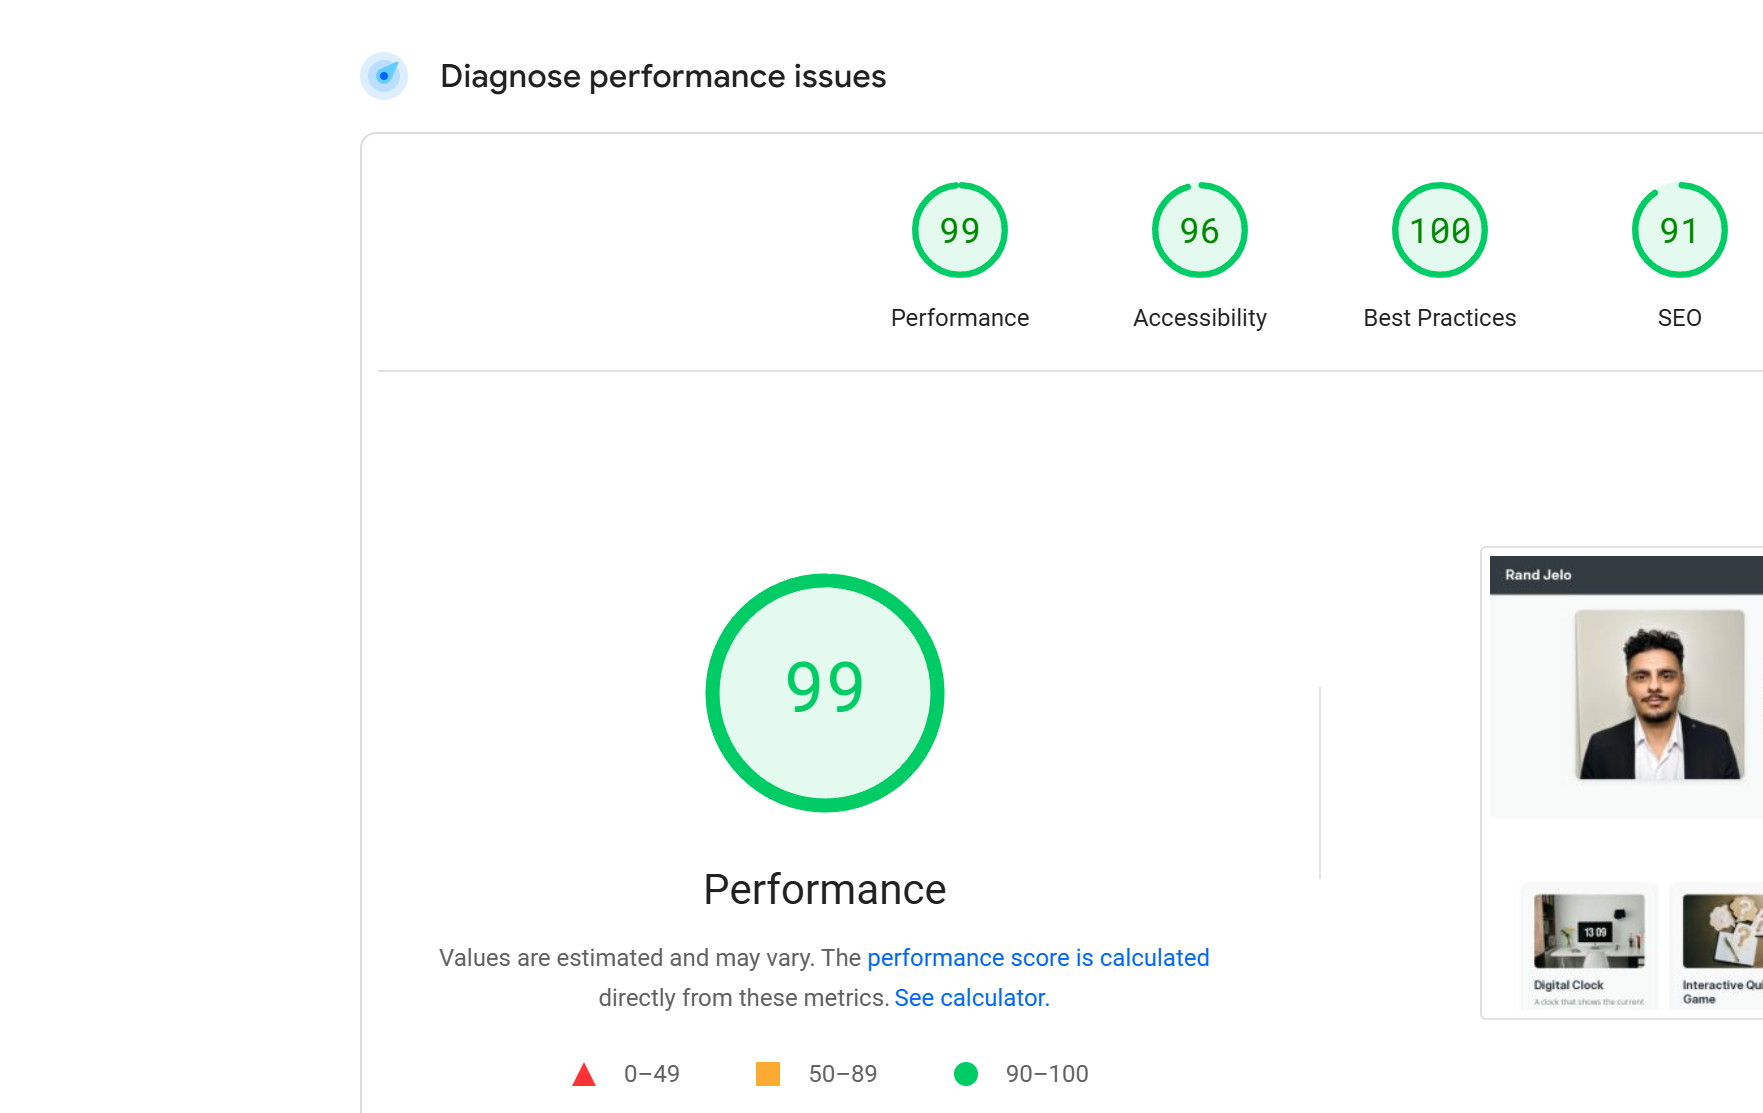 Diagnose performance issues
99
96
100
91
Performance
Accessibility
Best Practices
SEO
99
Performance
Values are estimated and may vary. The performance score is calculated
directly from these metrics. See calculator.
0–49
50–89
90–100
Rand Jelo
13 09
Digital Clock
A clock that shows the current
Interactive Qui
Game